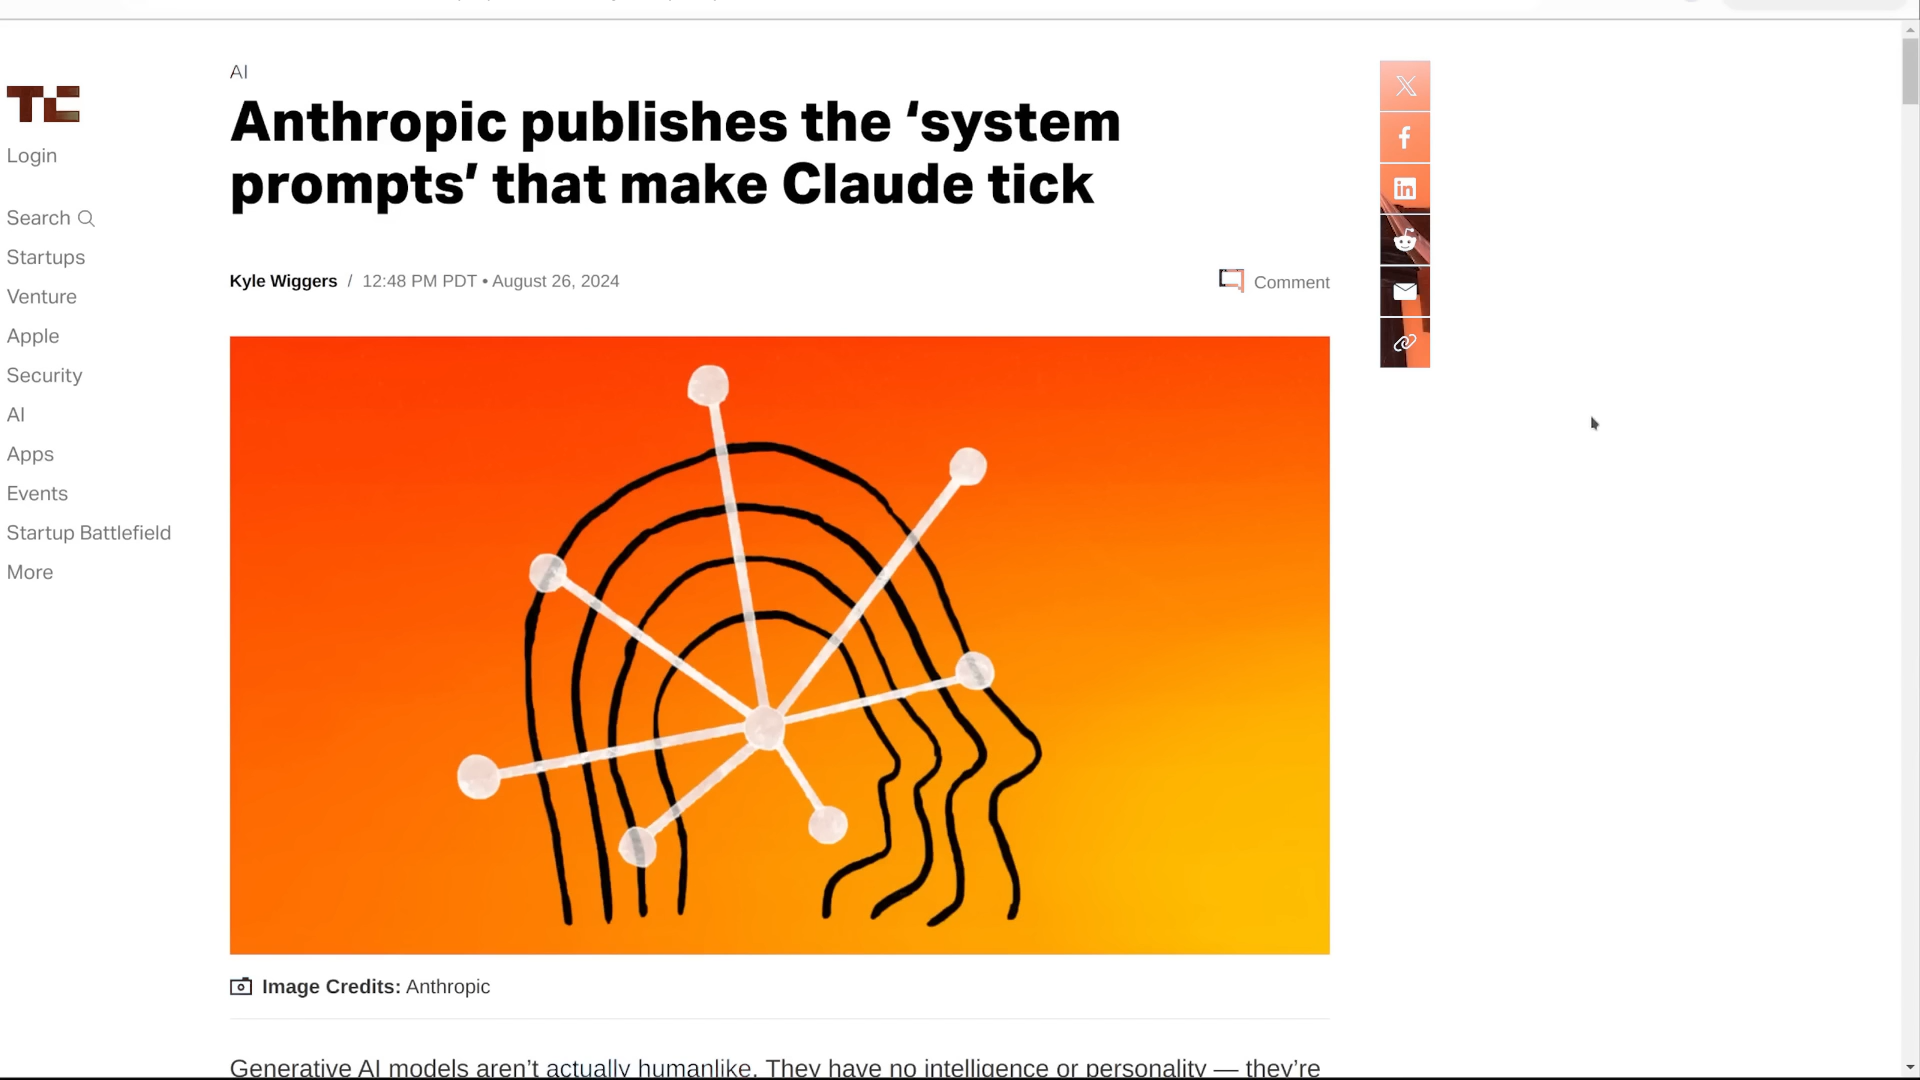 TC
Login
Search
Startups
Venture
Apple
Security
AI
Apps
Events
Startup Battlefield
More
AI
Anthropic publishes the ‘system
prompts’ that make Claude tick
Kyle Wiggers / 12:48 PM PDT • August 26, 2024
Comment
Image Credits: Anthropic
Generative AI models aren’t actually humanlike. They have no intelligence or personality — they’re